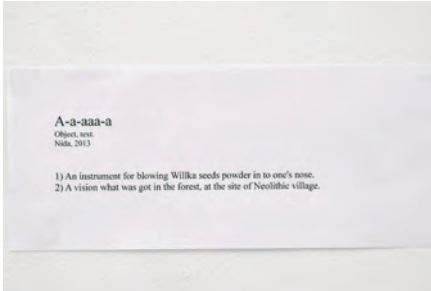 A-a-aaa-a
Object, text.
Nida, 2013
1) An instrument for blowing Willka seeds powder in to one's nose.
2) A vision what was got in the forest, at the site of Neolithic village.